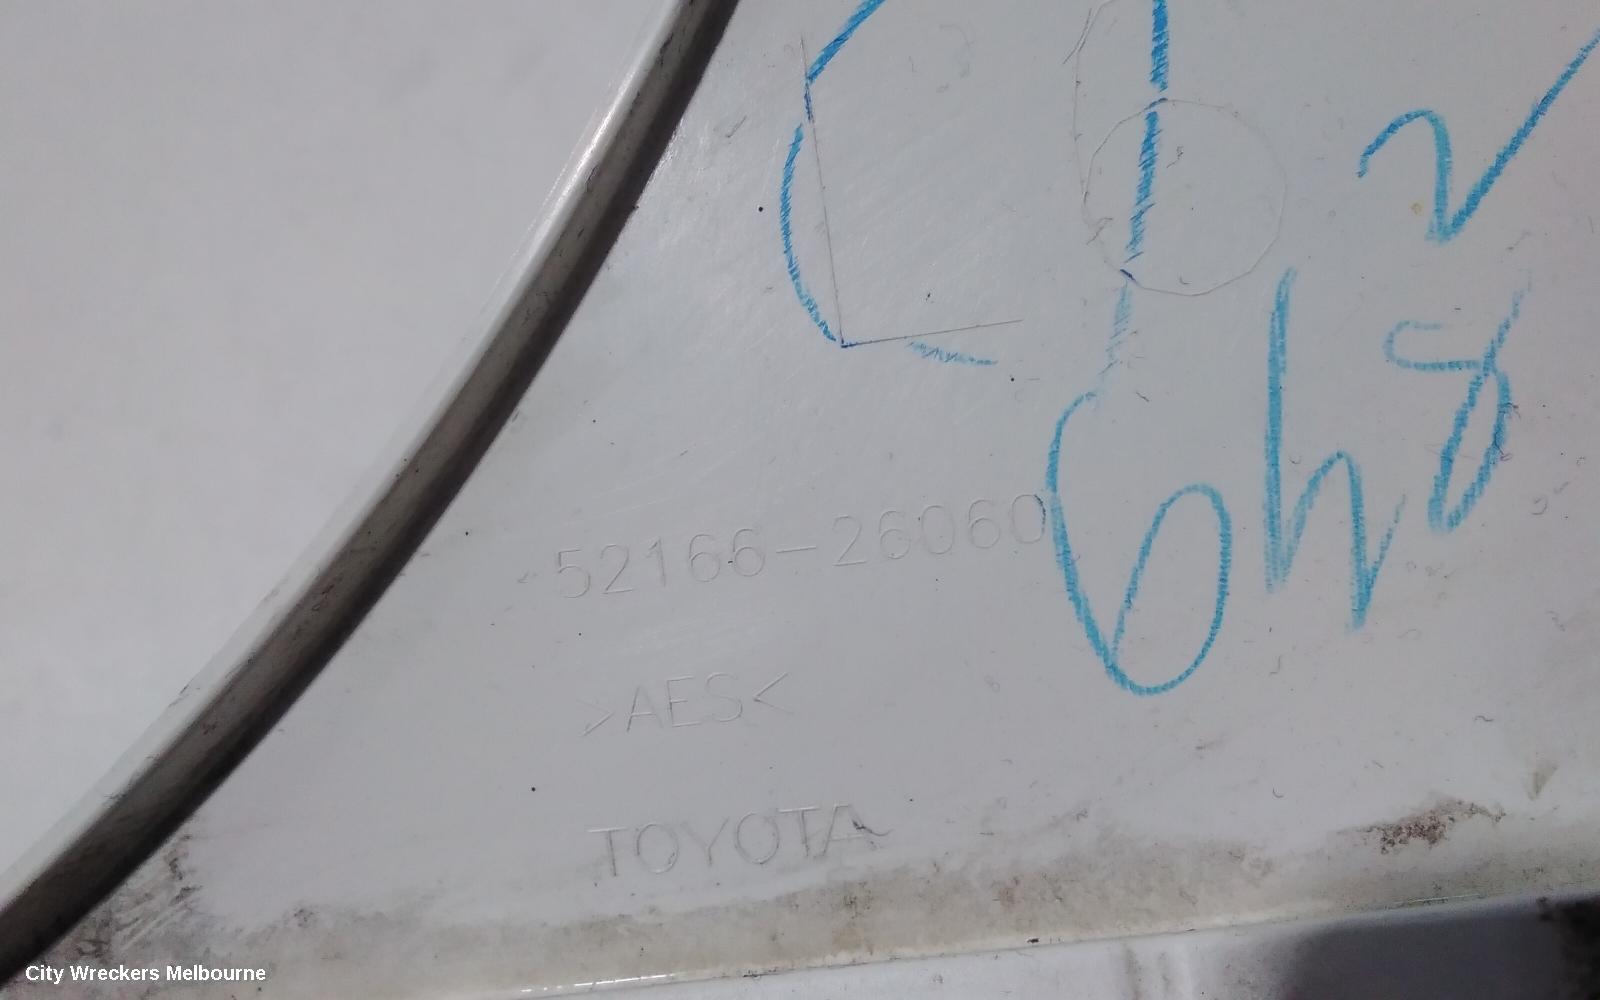 52166-26060
>AES<
TOYOTA
City Wreckers Melbourne